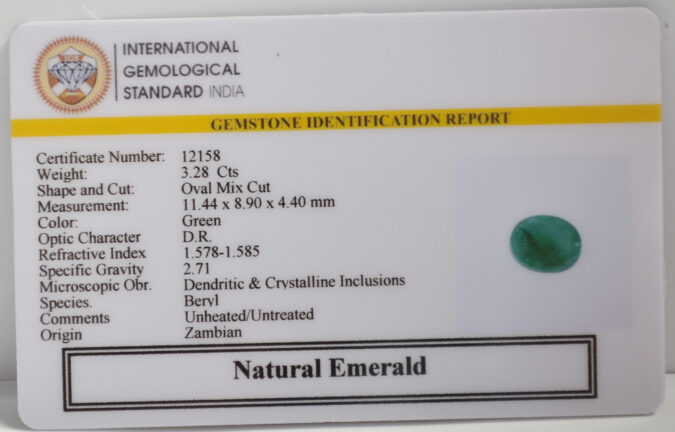 INTERNATIONAL
GEMOLOGICAL
STANDARD INDIA
GEMSTONE IDENTIFICATION REPORT
Certificate Number: 12158
Weight: 3.28 Cts
Shape and Cut: Oval Mix Cut
Measurement: 11.44 x 8.90 x 4.40 mm
Color: Green
Optic Character D.R.
Refractive Index 1.578-1.585
Specific Gravity 2.71
Microscopic Obr. Dendritic & Crystalline Inclusions
Species. Beryl
Comments Unheated/Untreated
Origin Zambian
Natural Emerald